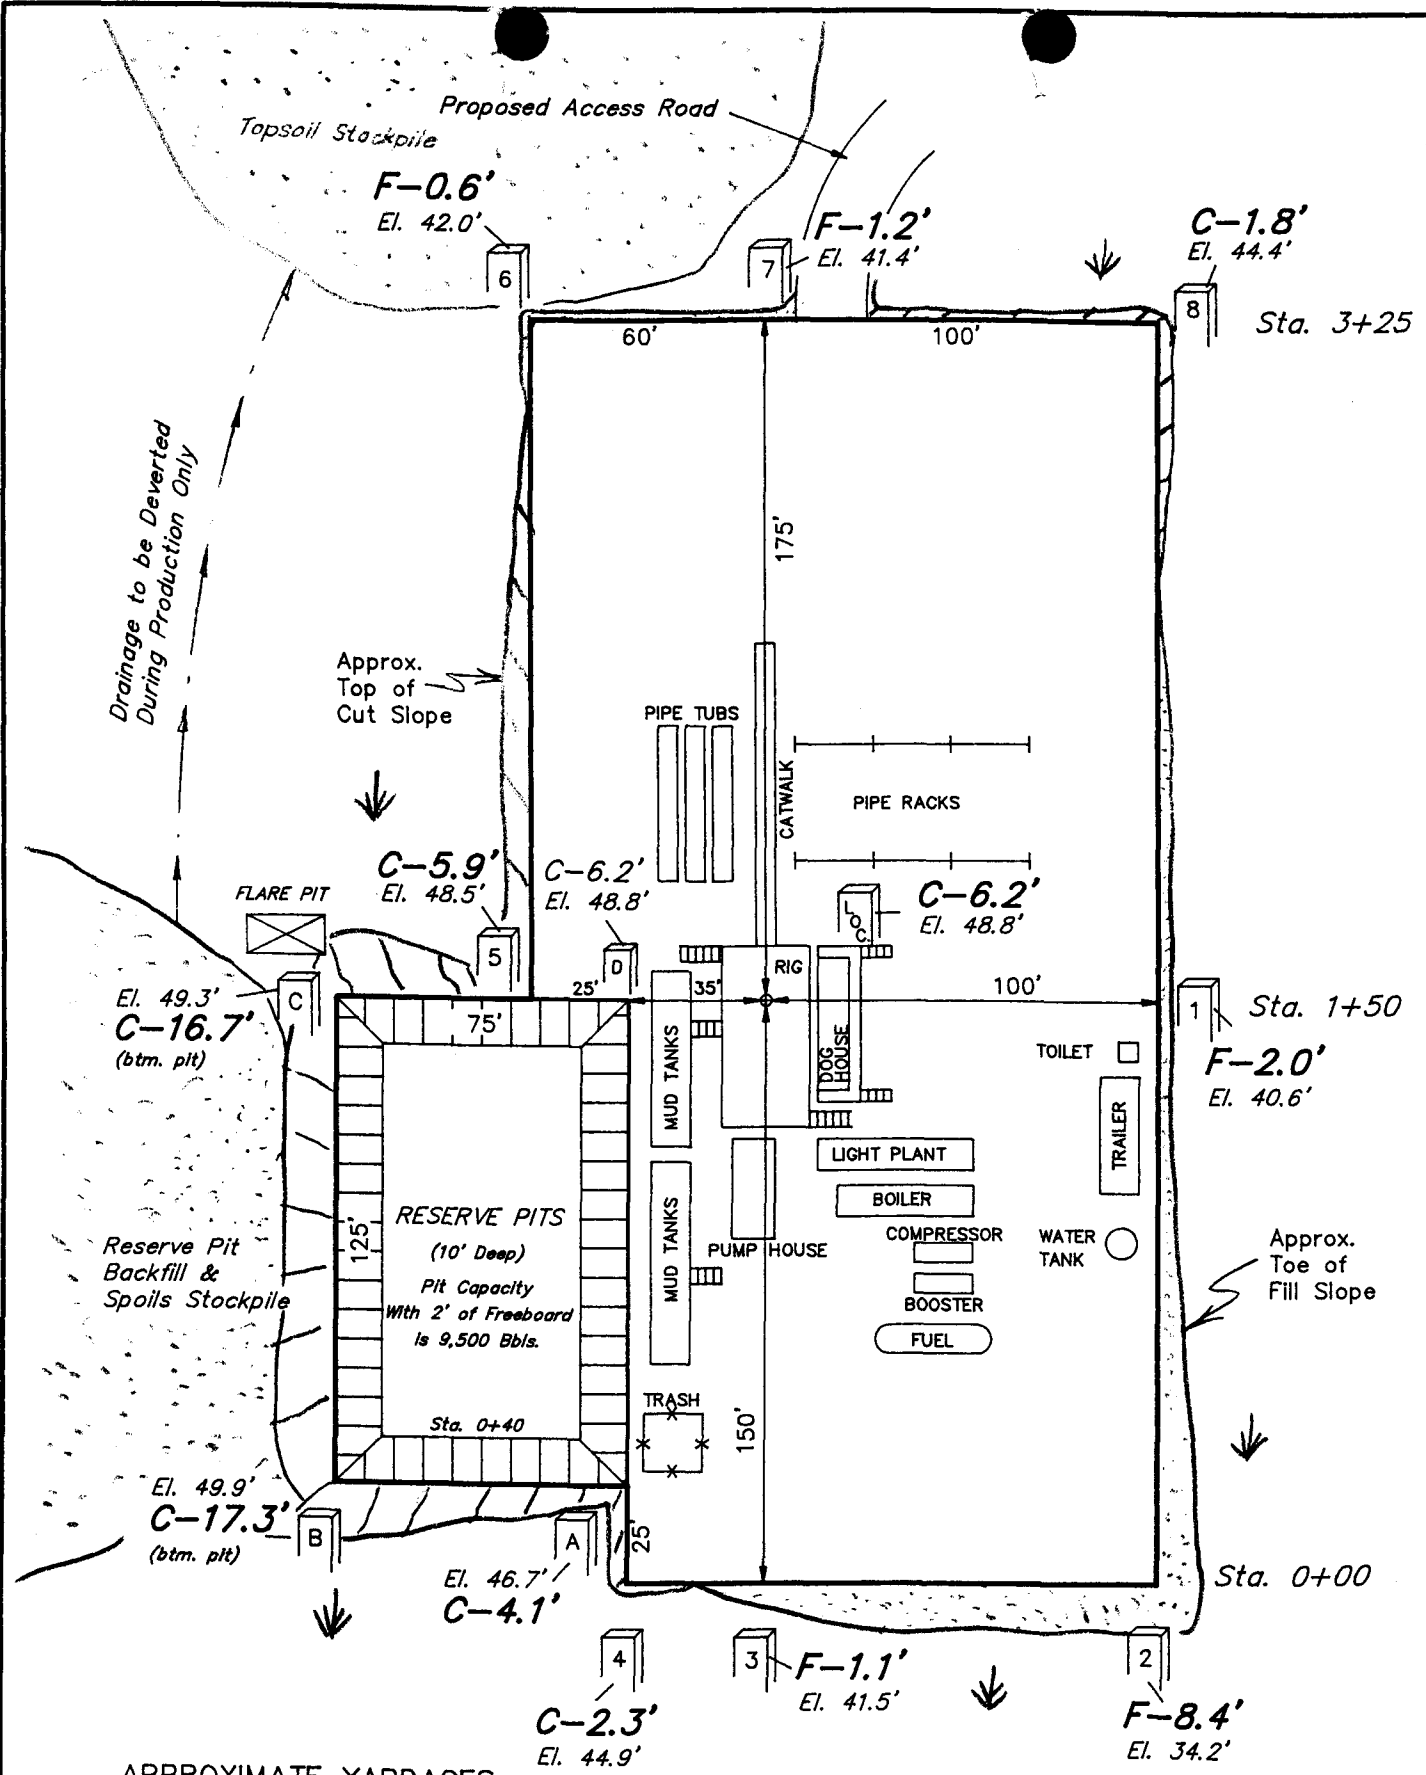 Proposed Access Road
Topsoil Stockpile
F-0.6'
El. 42.0'
6
7
F-1.2'
El. 41.4'
C-1.8'
El. 44.4'
8
Sta. 3+25
60'
100'
175'
Drainage to be Deverted
During Production Only
Approx.
Top of
Cut Slope
PIPE TUBS
CATWALK
PIPE RACKS
FLARE PIT
C-5.9'
El. 48.5'
5
C-6.2'
El. 48.8'
D
LOC.
C-6.2'
El. 48.8'
El. 49.3'
C-16.7'
(btm. pit)
C
75'
25'
35'
RIG
100'
1
Sta. 1+50
F-2.0'
El. 40.6'
MUD TANKS
DOG
HOUSE
TOILET
TRAILER
LIGHT PLANT
BOILER
COMPRESSOR
BOOSTER
FUEL
PUMP HOUSE
WATER
TANK
MUD TANKS
125'
RESERVE PITS
(10' Deep)
Pit Capacity
With 2' of Freeboard
Is 9,500 Bbls.
Sta. 0+40
Reserve Pit
Backfill &
Spoils Stockpile
Approx.
Toe of
Fill Slope
TRASH
150'
El. 49.9'
C-17.3'
(btm. pit)
B
A
25'
El. 46.7'
C-4.1'
Sta. 0+00
4
C-2.3'
El. 44.9'
3
F-1.1'
El. 41.5'
2
F-8.4'
El. 34.2'
APPROXIMATE YARDAGES